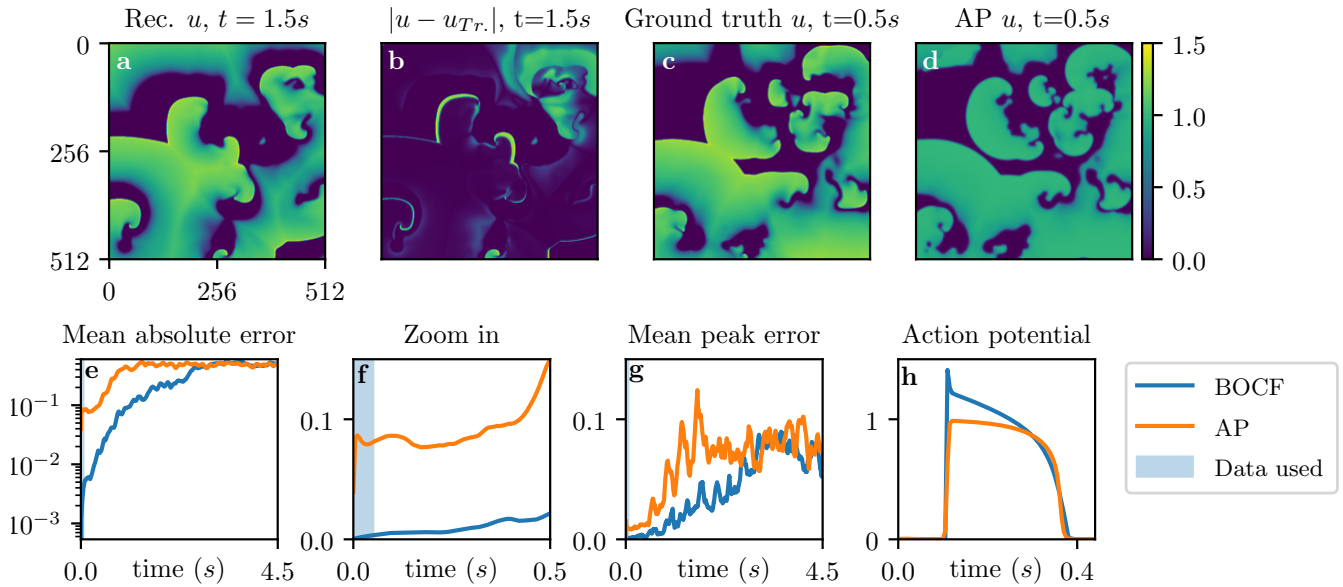 Rec. u, t = 1.5s
|u − u_{Tr.}|, t=1.5s
Ground truth u, t=0.5s
AP u, t=0.5s
a
b
c
d
0
256
512
0
256
512
1.5
1.0
0.5
0.0
Mean absolute error
Zoom in
Mean peak error
Action potential
e
f
g
h
10^{−1}
10^{−2}
10^{−3}
0.1
0.0
0.1
0.0
1
0
0.0
time (s)
4.5
0.0
time (s)
0.5
0.0
time (s)
4.5
0.0
time (s)
0.4
BOCF
AP
Data used